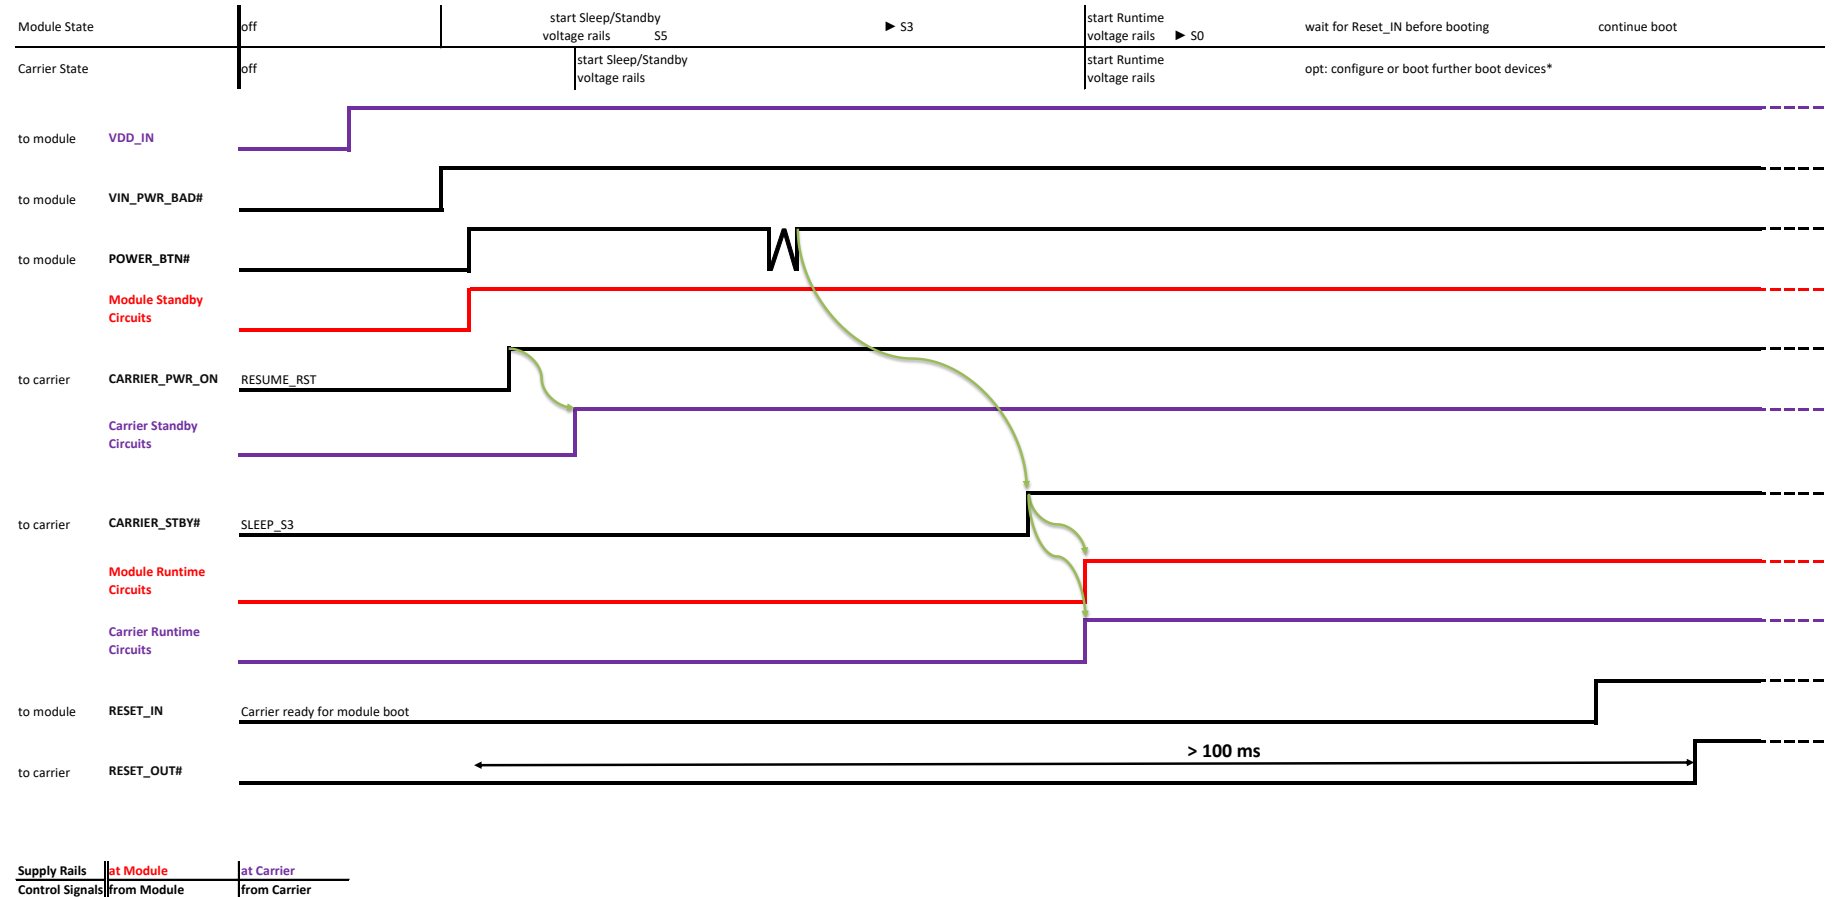 Module State
off
start Sleep/Standby
voltage rails S5
► S3
start Runtime
voltage rails ► S0
wait for Reset_IN before booting
continue boot
Carrier State
off
start Sleep/Standby
voltage rails
start Runtime
voltage rails
opt: configure or boot further boot devices*
to module VDD_IN
to module VIN_PWR_BAD#
to module POWER_BTN#
Module Standby
Circuits
to carrier CARRIER_PWR_ON RESUME_RST
Carrier Standby
Circuits
to carrier CARRIER_STBY# SLEEP_S3
Module Runtime
Circuits
Carrier Runtime
Circuits
to module RESET_IN Carrier ready for module boot
> 100 ms
to carrier RESET_OUT#
Supply Rails at Module at Carrier
Control Signals from Module from Carrier